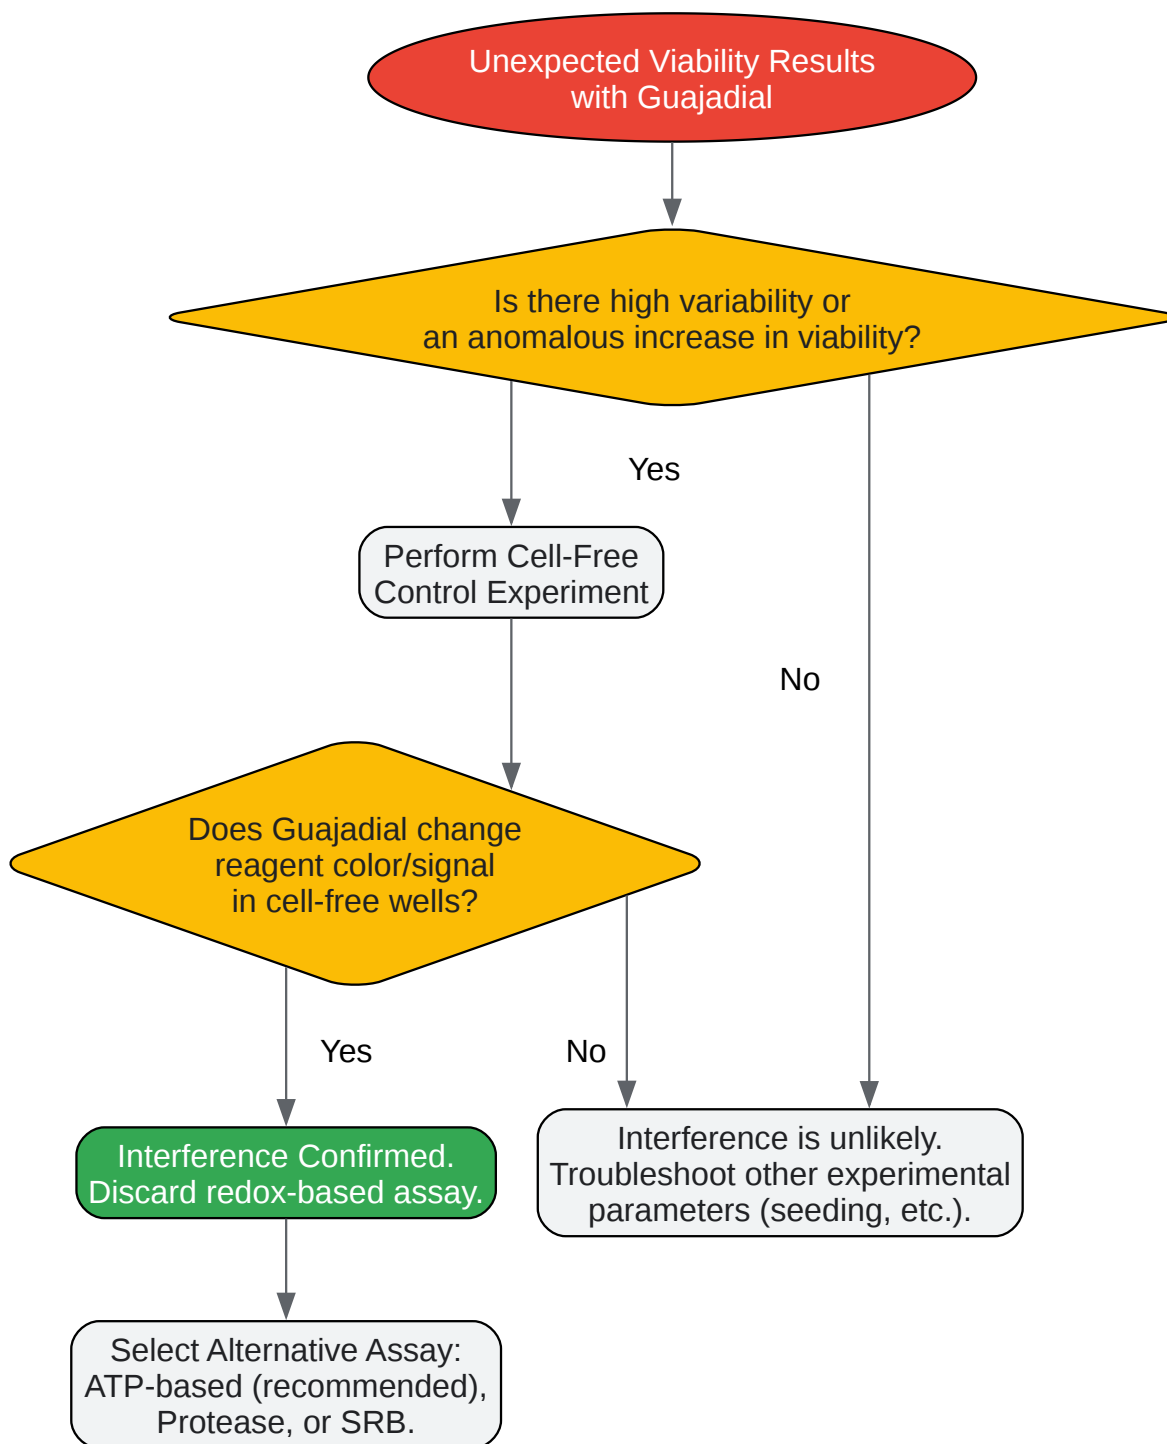 Unexpected Viability Results
with Guajadial
Is there high variability or
an anomalous increase in viability?
Yes
Perform Cell-Free
Control Experiment
No
Does Guajadial change
reagent color/signal
in cell-free wells?
Yes
No
Interference Confirmed.
Discard redox-based assay.
Interference is unlikely.
Troubleshoot other experimental
parameters (seeding, etc.).
Select Alternative Assay:
ATP-based (recommended),
Protease, or SRB.